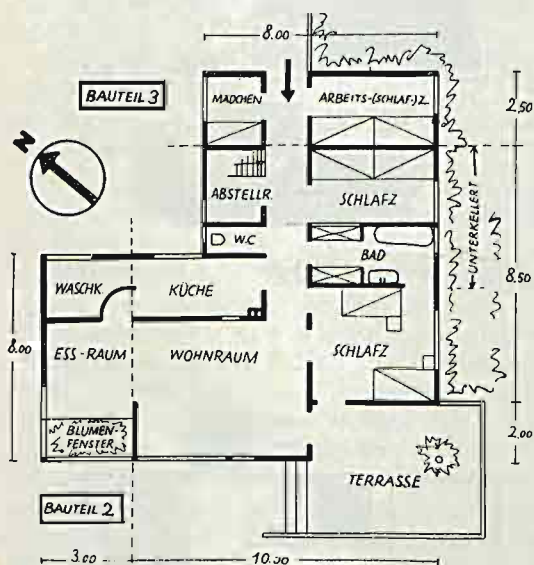 8.00
BAUTEIL 3
MÄDCHEN
ARBEITS-(SCHLAF-)Z.
2,50
N
ABSTELLR.
SCHLAFZ
UNTERKELLERT
W.C
BAD
8,50
WASCHK.
KÜCHE
8.00
ESS-RAUM
WOHNRAUM
SCHLAFZ
BLUMEN-
FENSTER
2,00
TERRASSE
BAUTEIL 2
3.00
10.00